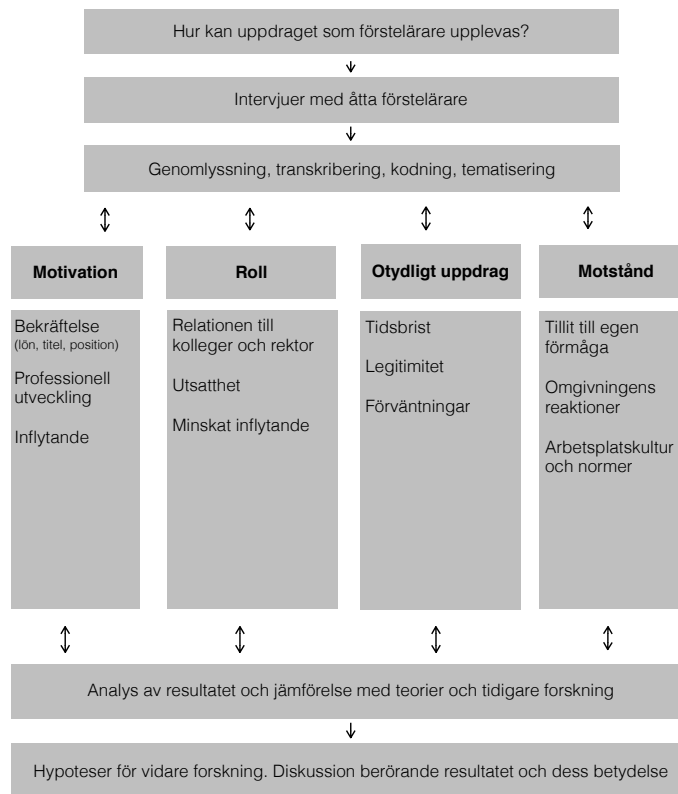 Hur kan uppdraget som förstelärare upplevas?
Intervjuer med åtta förstelärare
Genomlyssning, transkribering, kodning, tematisering
Motivation
Bekräftelse
(lön, titel, position)
Professionell
utveckling
Inflytande
Roll
Relationen till
kolleger och rektor
Utsatthet
Minskat inflytande
Otydligt uppdrag
Tidsbrist
Legitimitet
Förväntningar
Motstånd
Tillit till egen
förmåga
Omgivningens
reaktioner
Arbetsplatskultur
och normer
Analys av resultatet och jämförelse med teorier och tidigare forskning
Hypoteser för vidare forskning. Diskussion berörande resultatet och dess betydelse